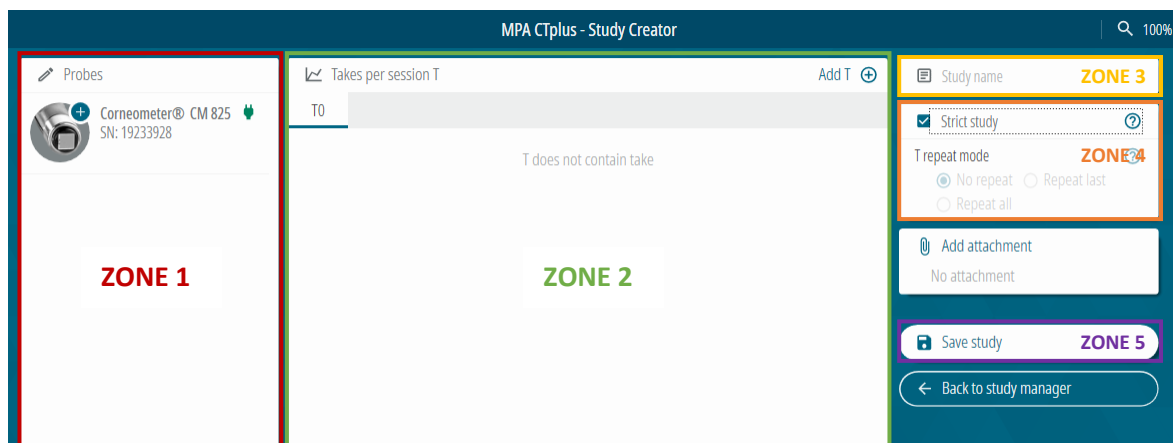 MPA CTplus - Study Creator
100%
Probes
Corneometer® CM 825
SN: 19233928
ZONE 1
Takes per session T
Add T
T0
T does not contain take
ZONE 2
Study name
ZONE 3
Strict study
T repeat mode
ZONE 4
No repeat
Repeat last
Repeat all
Add attachment
No attachment
Save study
ZONE 5
Back to study manager